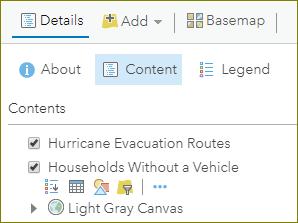 Details Add Basemap
About Content Legend
Contents
Hurricane Evacuation Routes
Households Without a Vehicle
Light Gray Canvas